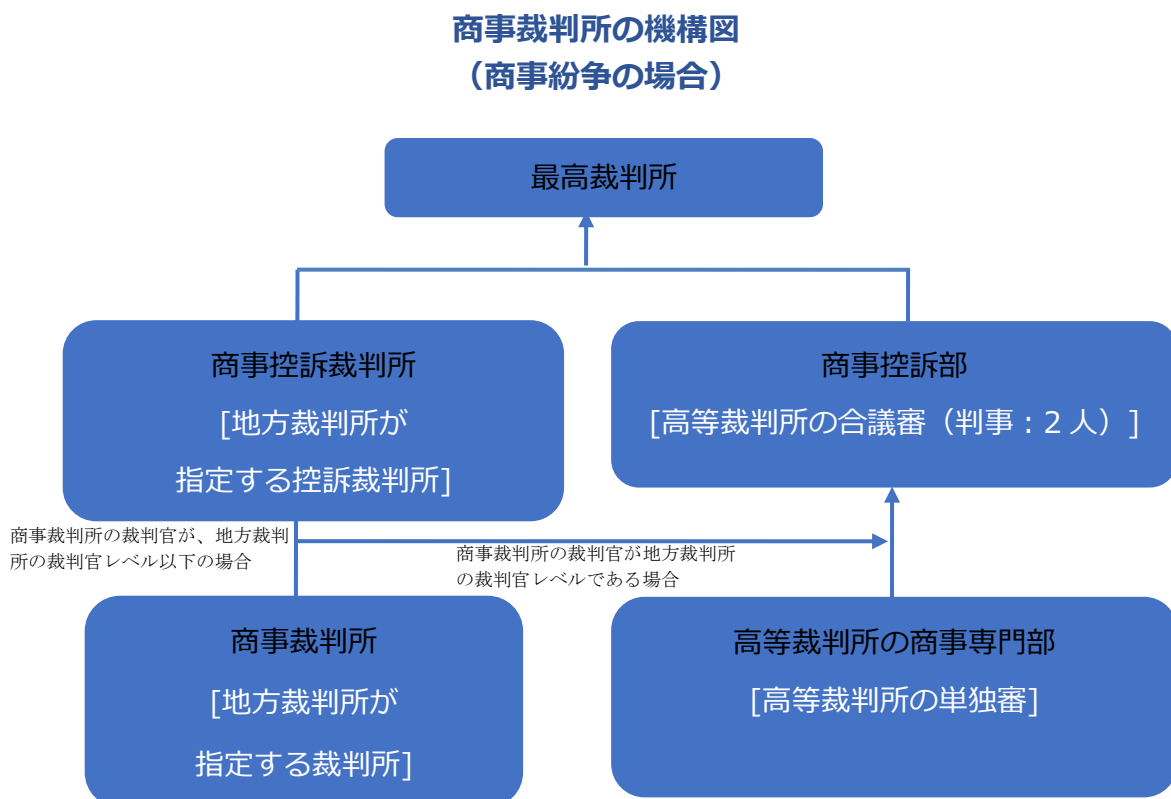 商事裁判所の機構図
（商事紛争の場合）
最高裁判所
商事控訴裁判所
[地方裁判所が
指定する控訴裁判所]
商事控訴部
[高等裁判所の合議審（判事：２人）]
商事裁判所の裁判官が、地方裁判
所の裁判官レベル以下の場合
商事裁判所の裁判官が地方裁判所
の裁判官レベルである場合
商事裁判所
[地方裁判所が
指定する裁判所]
高等裁判所の商事専門部
[高等裁判所の単独審]